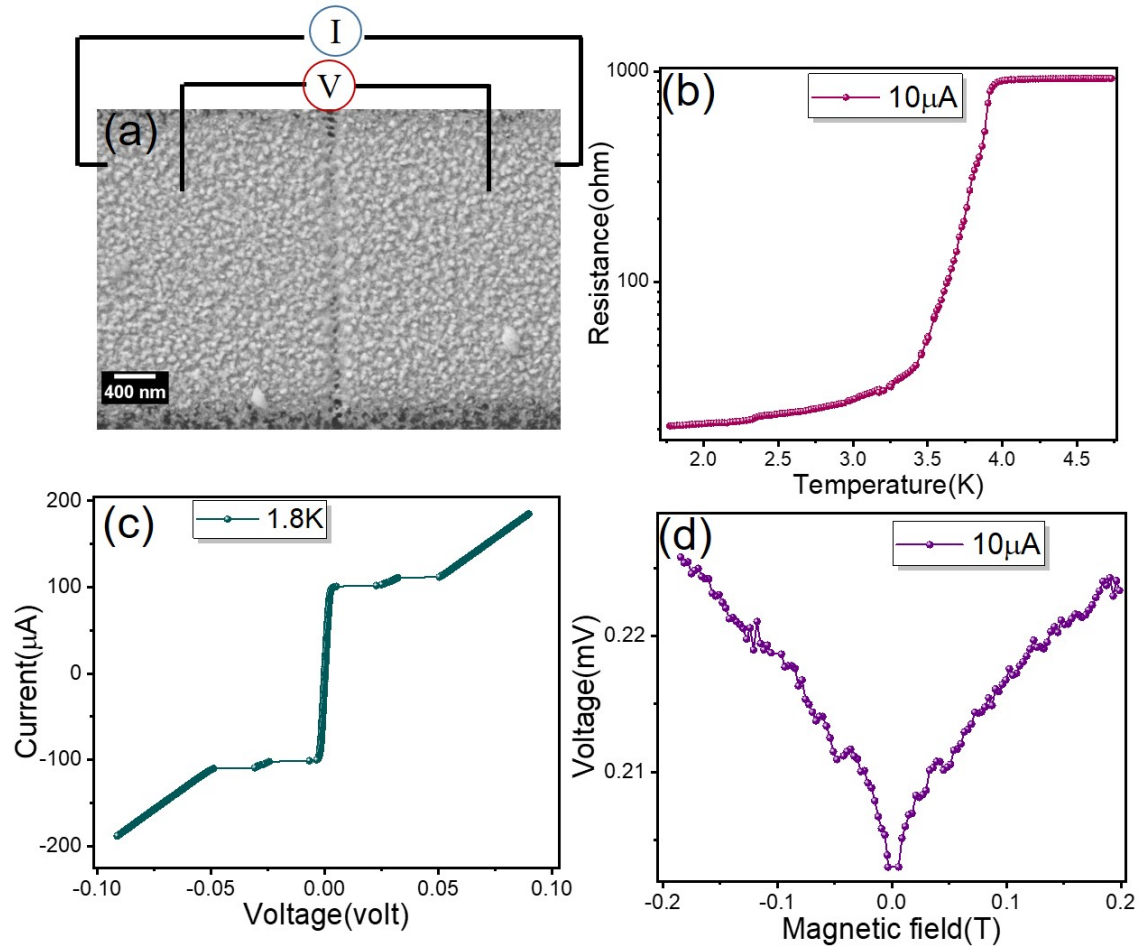 I
V
(a)
400 nm
(b)
10μA
1000
100
Resistance(ohm)
2.0 2.5 3.0 3.5 4.0 4.5
Temperature(K)
(c)
1.8K
200
100
0
-100
-200
Current(μA)
-0.10 -0.05 0.00 0.05 0.10
Voltage(volt)
(d)
10μA
0.22
0.21
Voltage(mV)
-0.2 -0.1 0.0 0.1 0.2
Magnetic field(T)